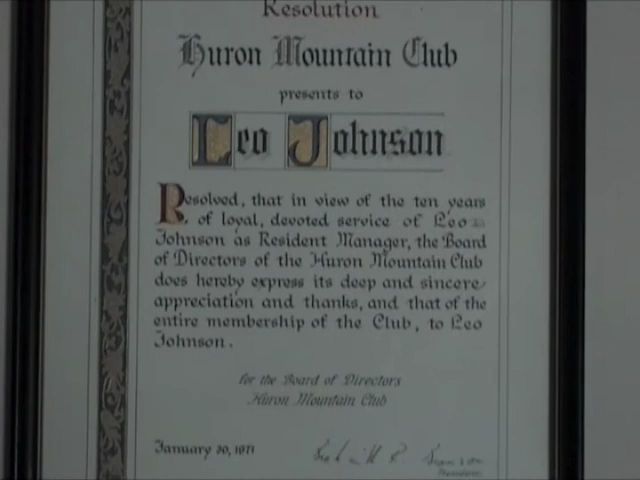 Resolution
Huron Mountain Club
presents to
Leo Johnson
Resolved, that in view of the ten years
of loyal, devoted service of Leo
Johnson as Resident Manager, the Board
of Directors of the Huron Mountain Club
does hereby express its deep and sincere
appreciation and thanks, and that of the
entire membership of the Club, to Leo
Johnson.
for the Board of Directors
Huron Mountain Club
January 30, 1971